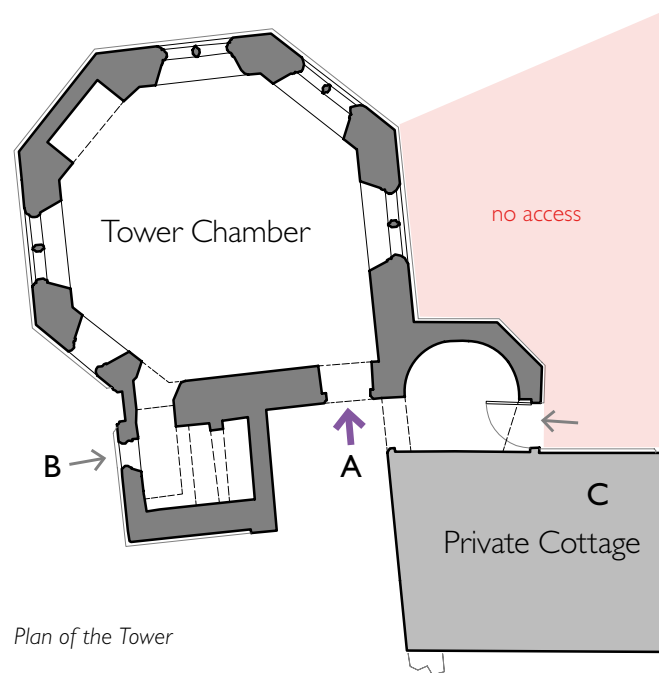 no access
Tower Chamber
B
A
C
Private Cottage
Plan of the Tower